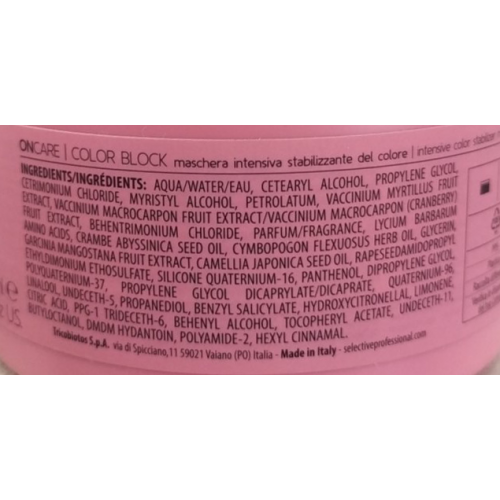 ONCARE | COLOR BLOCK maschera intensiva stabilizzante del colore | intensive color stabilizer
INGREDIENTS/INGRÉDIENTS: AQUA/WATER/EAU, CETEARYL ALCOHOL, PROPYLENE GLYCOL,
CETRIMONIUM CHLORIDE, MYRISTYL ALCOHOL, PETROLATUM, VACCINIUM MYRTILLUS FRUIT
EXTRACT, VACCINIUM MACROCARPON FRUIT EXTRACT/VACCINIUM MACROCARPON (CRANBERRY)
FRUIT EXTRACT, BEHENTRIMONIUM CHLORIDE, PARFUM/FRAGRANCE, LYCIUM BARBARUM
AMINO ACIDS, CRAMBE ABYSSINICA SEED OIL, CYMBOPOGON FLEXUOSUS HERB OIL, GLYCERIN,
GARCINIA MANGOSTANA FRUIT EXTRACT, CAMELLIA JAPONICA SEED OIL, RAPESEEDAMIDOPROPYL
ETHYLDIMONIUM ETHOSULFATE, SILICONE QUATERNIUM-16, PANTHENOL, DIPROPYLENE GLYCOL,
POLYQUATERNIUM-37, PROPYLENE GLYCOL DICAPRYLATE/DICAPRATE, QUATERNIUM-96,
LINALOOL, UNDECETH-5, PROPANEDIOL, BENZYL SALICYLATE, HYDROXYCITRONELLAL, LIMONENE,
CITRIC ACID, PPG-1 TRIDECETH-6, BEHENYL ALCOHOL, TOCOPHERYL ACETATE, UNDECETH-11,
BUTYLOCTANOL, DMDM HYDANTOIN, POLYAMIDE-2, HEXYL CINNAMAL.
Tricobiotos S.p.A. via di Spicciano,11 59021 Vaiano (PO) Italia - Made in Italy - selectiveprofessional.com